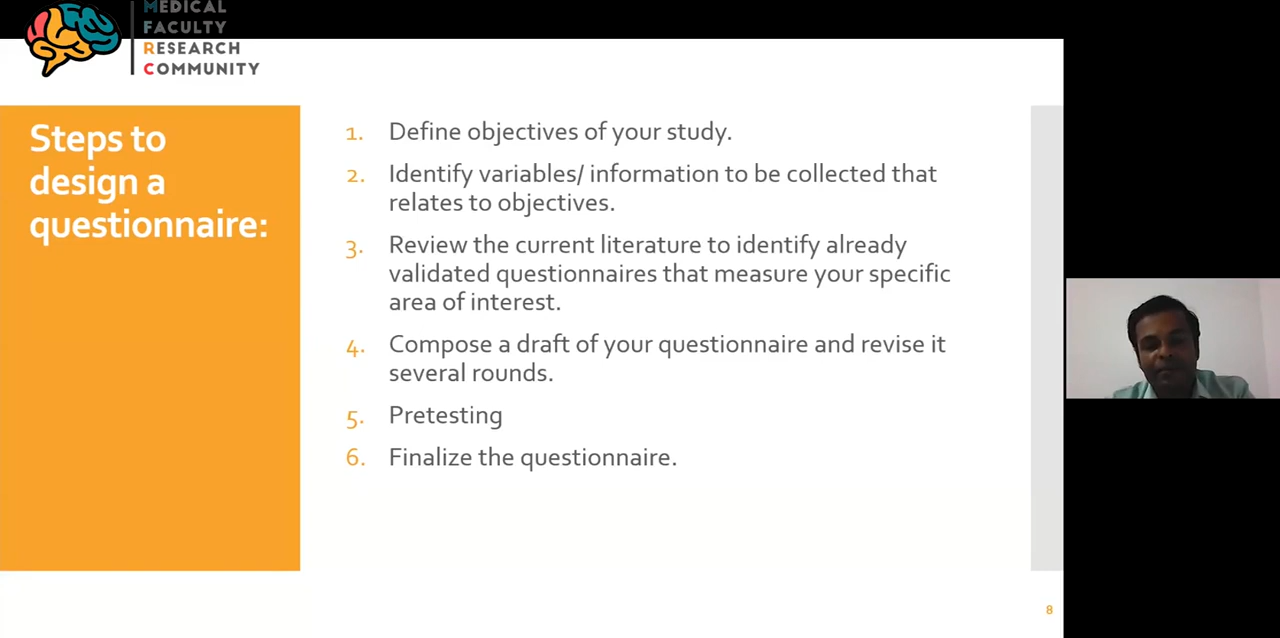 MEDICAL
FACULTY
RESEARCH
COMMUNITY
Steps to
design a
questionnaire:
1. Define objectives of your study.
2. Identify variables/ information to be collected that
relates to objectives.
3. Review the current literature to identify already
validated questionnaires that measure your specific
area of interest.
4. Compose a draft of your questionnaire and revise it
several rounds.
5. Pretesting
6. Finalize the questionnaire.
8